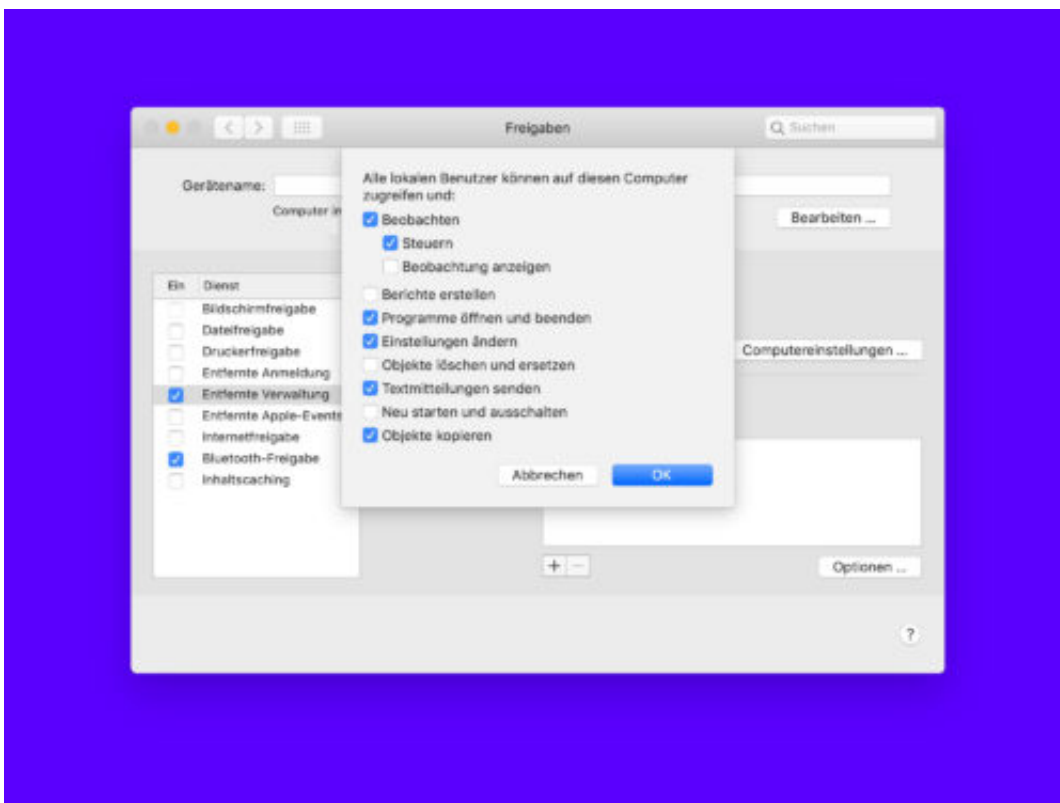 Freigaben
Suchen
Gerätename:
Computer im
Bearbeiten ...
Alle lokalen Benutzer können auf diesen Computer
zugreifen und:
Beobachten
Steuern
Beobachtung anzeigen
Berichte erstellen
Programme öffnen und beenden
Einstellungen ändern
Objekte löschen und ersetzen
Textmitteilungen senden
Neu starten und ausschalten
Objekte kopieren
Abbrechen
OK
Ein Dienst
Bildschirmfreigabe
Dateifreigabe
Druckerfreigabe
Entfernte Anmeldung
Entfernte Verwaltung
Entfernte Apple-Events
Internetfreigabe
Bluetooth-Freigabe
Inhaltscaching
Computereinstellungen ...
+ −
Optionen ...
?